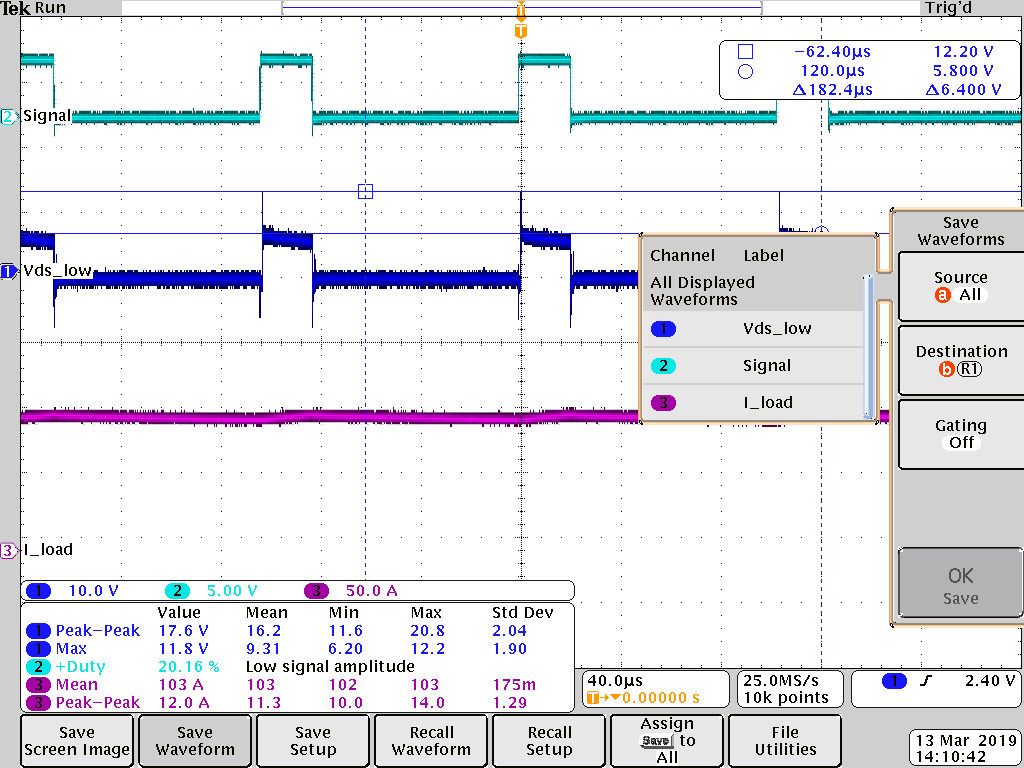 Tek Run Trig'd
T
T
−62.40µs 12.20 V
120.0µs 5.800 V
Δ182.4µs Δ6.400 V
2 Signal
1 Vds_low
3 I_load
Channel Label
All Displayed
Waveforms
1 Vds_low
2 Signal
3 I_load
Save
Waveforms
Source
a All
Destination
b R1
Gating
Off
OK
Save
1 10.0 V 2 5.00 V 3 50.0 A
Value Mean Min Max Std Dev
1 Peak−Peak 17.6 V 16.2 11.6 20.8 2.04
1 Max 11.8 V 9.31 6.20 12.2 1.90
2 +Duty 20.16 % Low signal amplitude
3 Mean 103 A 103 102 103 175m
3 Peak−Peak 12.0 A 11.3 10.0 14.0 1.29
40.0µs
T→▼0.00000 s
25.0MS/s
10k points
1 2.40 V
Save
Screen Image
Save
Waveform
Save
Setup
Recall
Waveform
Recall
Setup
Assign
Save to
All
File
Utilities
13 Mar 2019
14:10:42